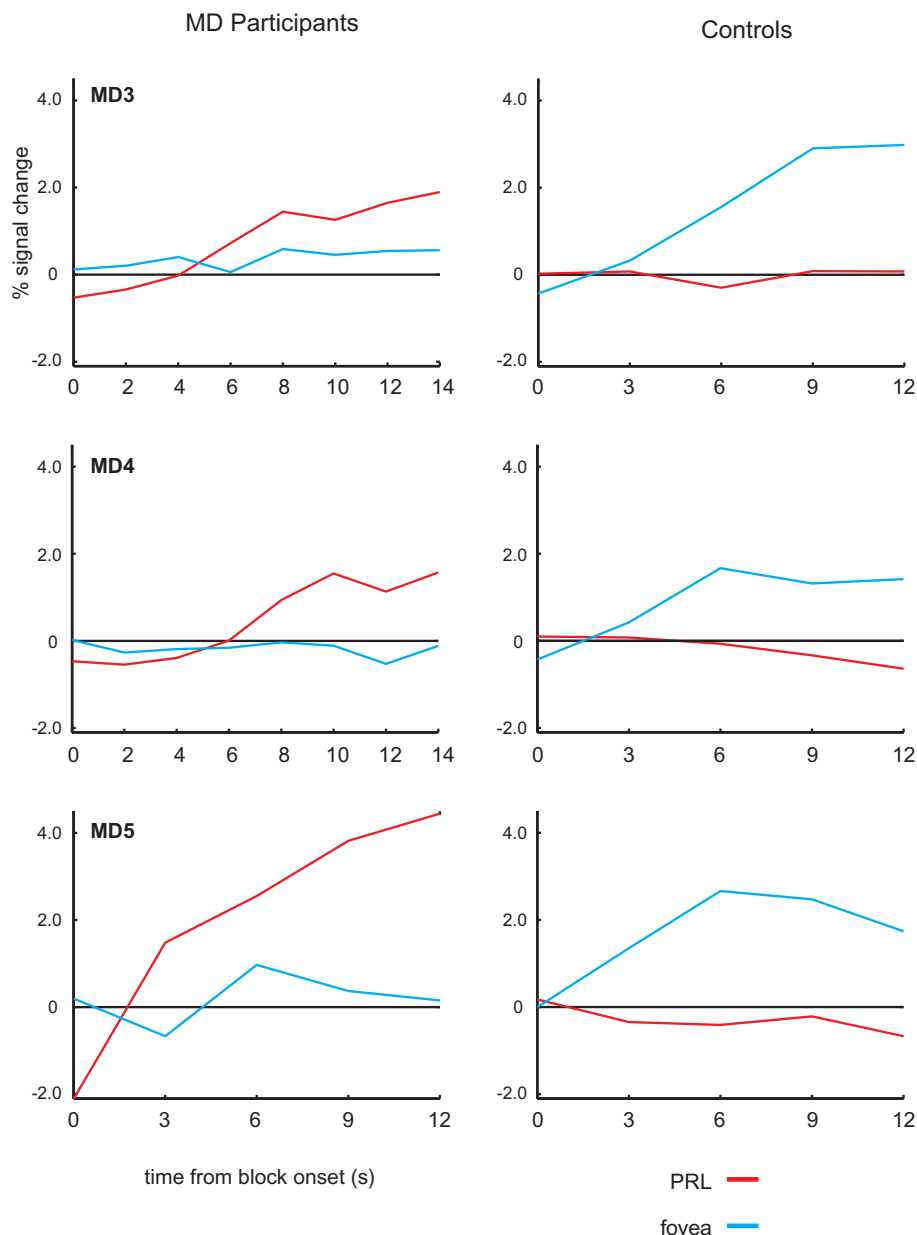 MD Participants
Controls
MD3
% signal change
4.0
2.0
0
-2.0
0 2 4 6 8 10 12 14
4.0
2.0
0
-2.0
0 3 6 9 12
MD4
4.0
2.0
0
-2.0
0 2 4 6 8 10 12 14
4.0
2.0
0
-2.0
0 3 6 9 12
MD5
4.0
2.0
0
-2.0
0 3 6 9 12
4.0
2.0
0
-2.0
0 3 6 9 12
time from block onset (s)
PRL
fovea